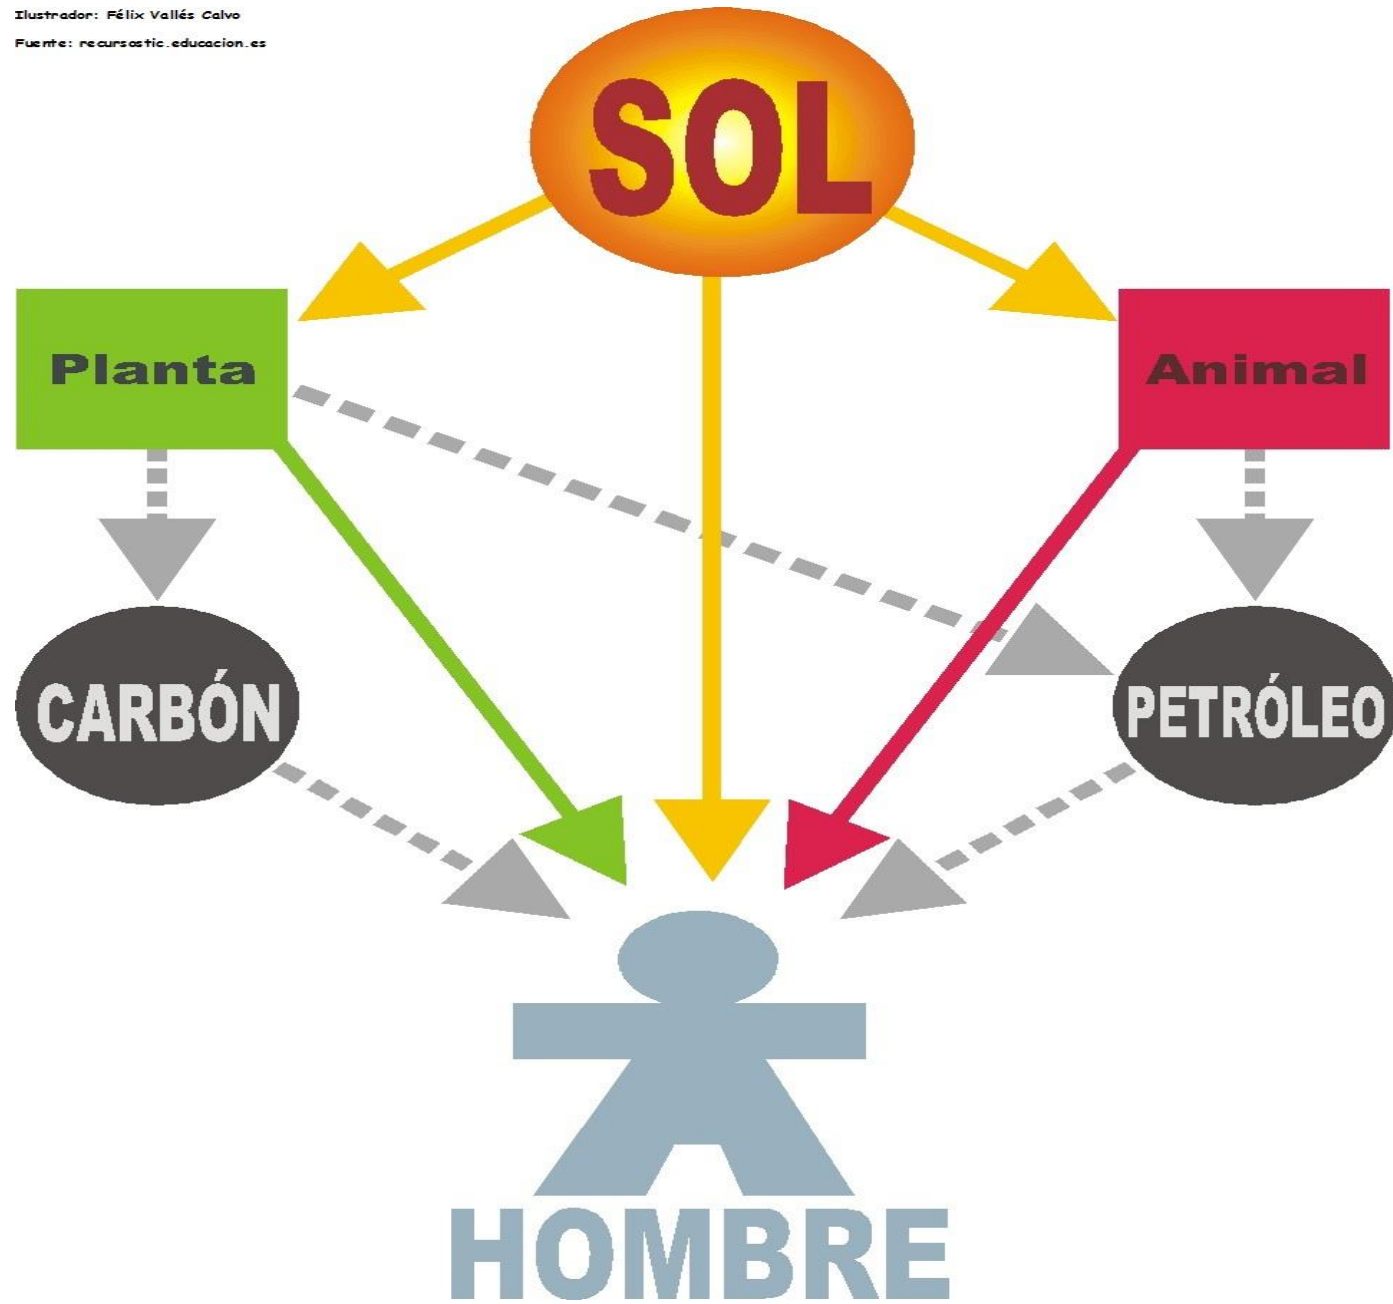 Ilustrador: Félix Vallés Calvo
Fuente: recursostic.educacion.es
SOL
Planta
Animal
CARBÓN
PETRÓLEO
HOMBRE